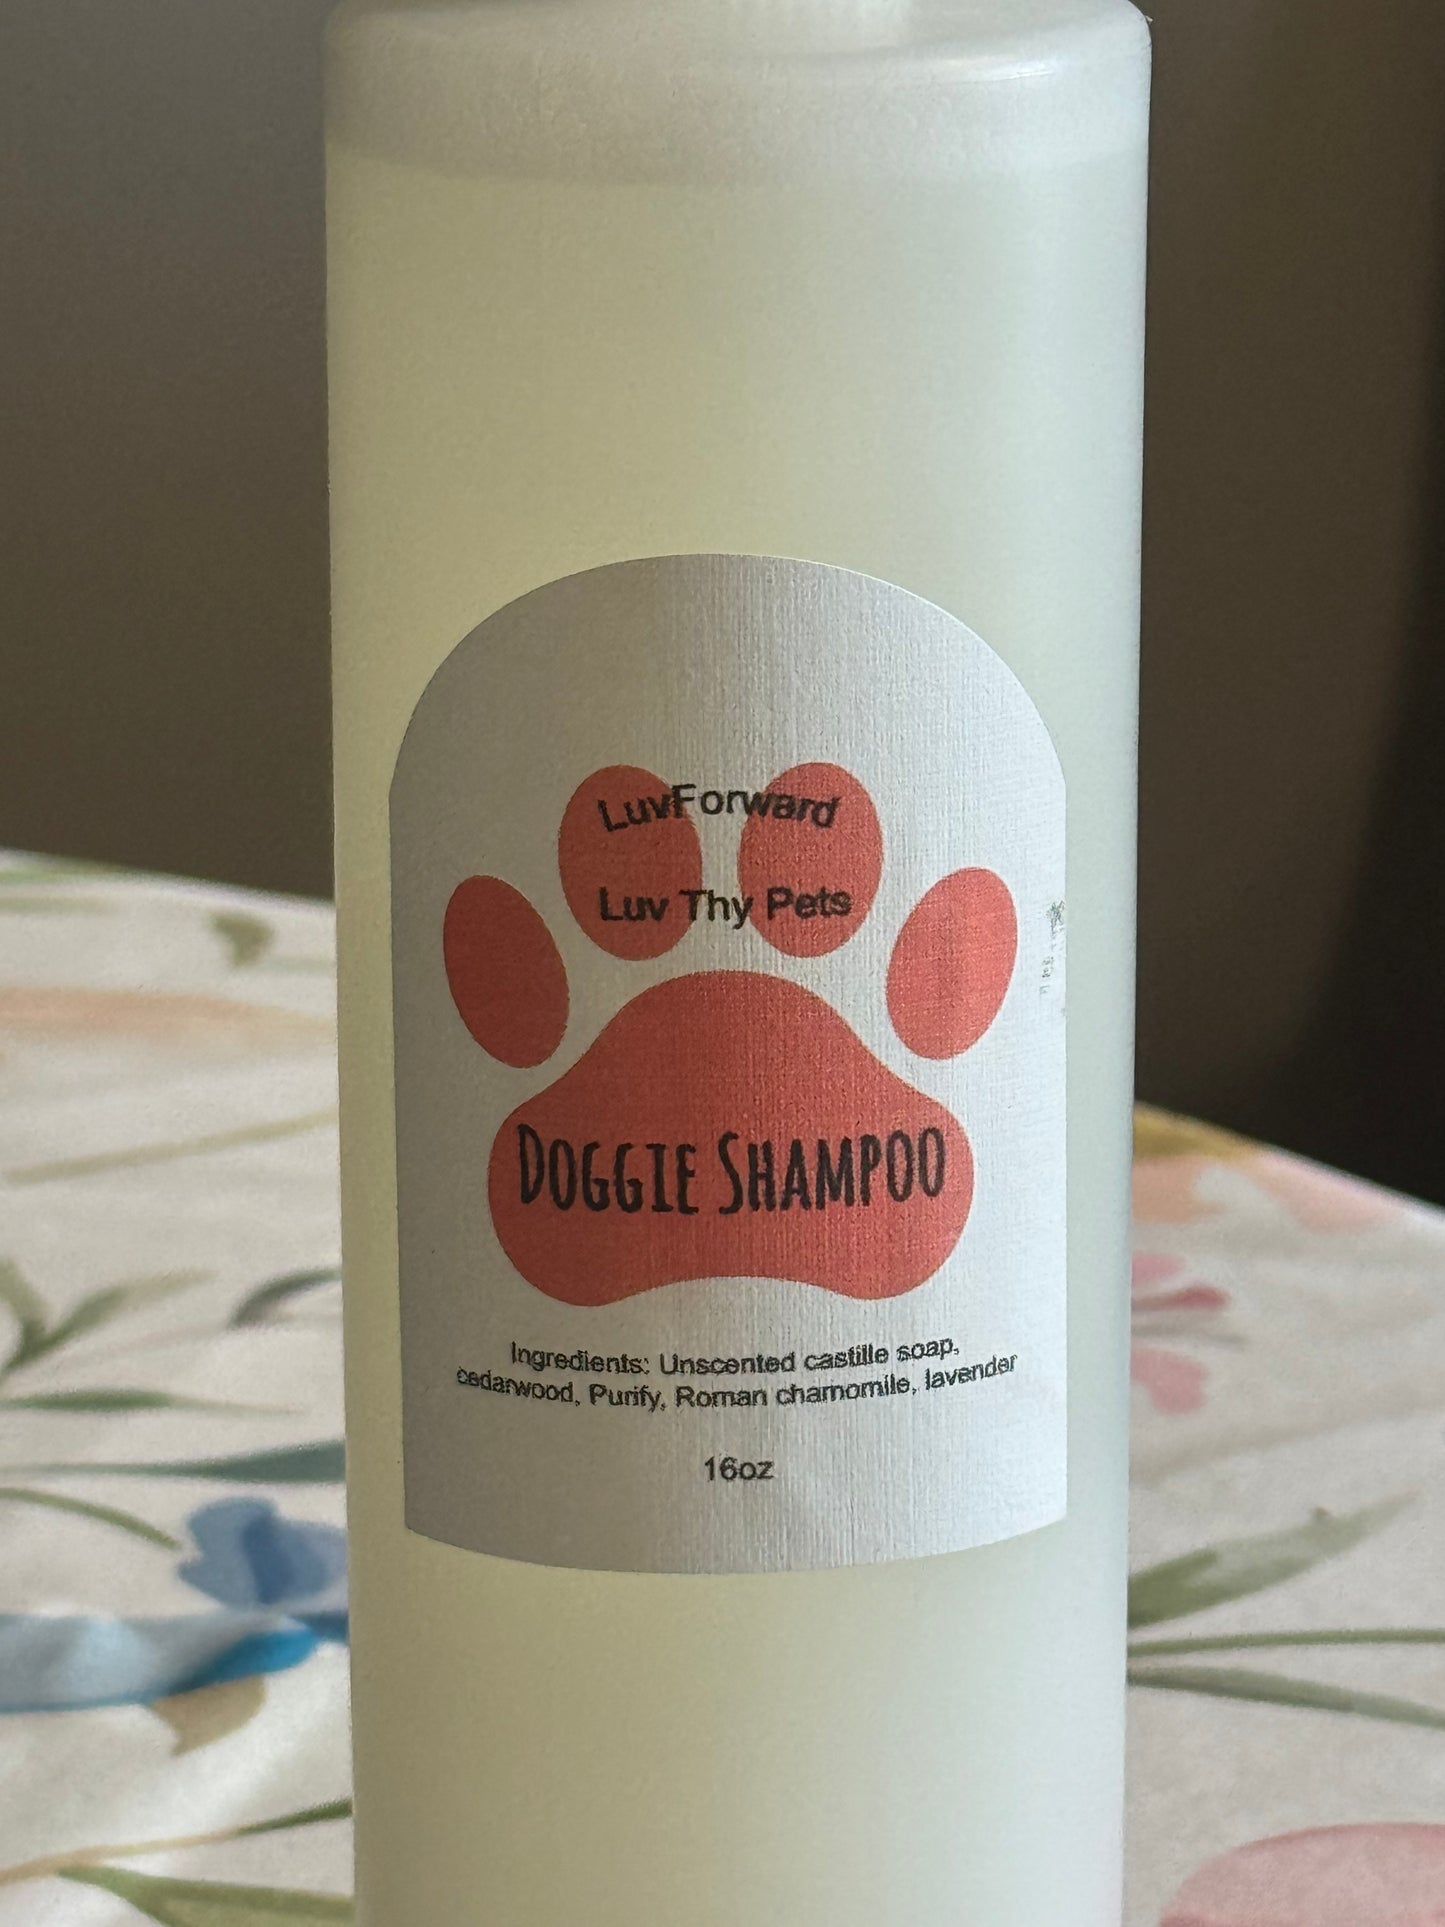 LuvForward
Luv Thy Pets
DOGGIE SHAMPOO
Ingredients: Unscented castille soap,
cedarwood, Purify, Roman chamomile, lavender
16oz